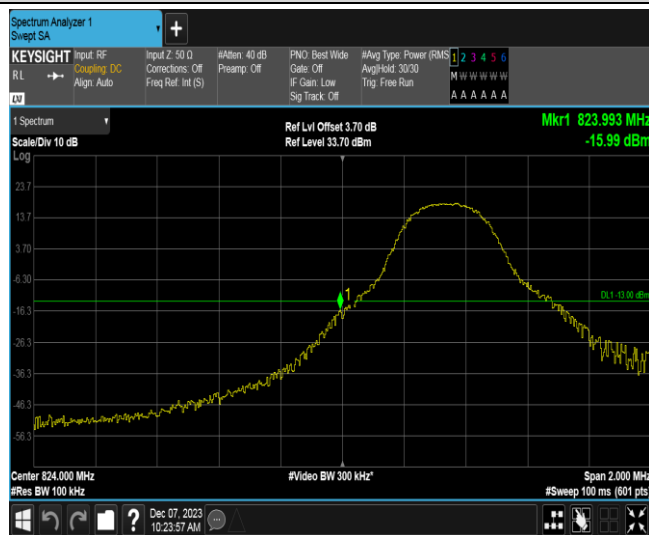 Spectrum Analyzer 1
Swept SA
KEYSIGHT
RL
LXI
Input: RF
Coupling: DC
Align: Auto
Input Z: 50 Ω
Corrections: Off
Freq Ref: Int (S)
#Atten: 40 dB
Preamp: Off
PNO: Best Wide
Gate: Off
IF Gain: Low
Sig Track: Off
#Avg Type: Power (RMS
Avg|Hold: 30/30
Trig: Free Run
1 2 3 4 5 6
M W W W W W
A A A A A A
1 Spectrum
Scale/Div 10 dB
Log
Ref Lvl Offset 3.70 dB
Ref Level 33.70 dBm
Mkr1 823.993 MHz
-15.99 dBm
23.7
13.7
3.70
-6.30
-16.3
-26.3
-36.3
-46.3
-56.3
1
DL1 -13.00 dBm
Center 824.000 MHz
#Res BW 100 kHz
#Video BW 300 kHz*
Span 2.000 MHz
#Sweep 100 ms (601 pts)
?
Dec 07, 2023
10:23:57 AM